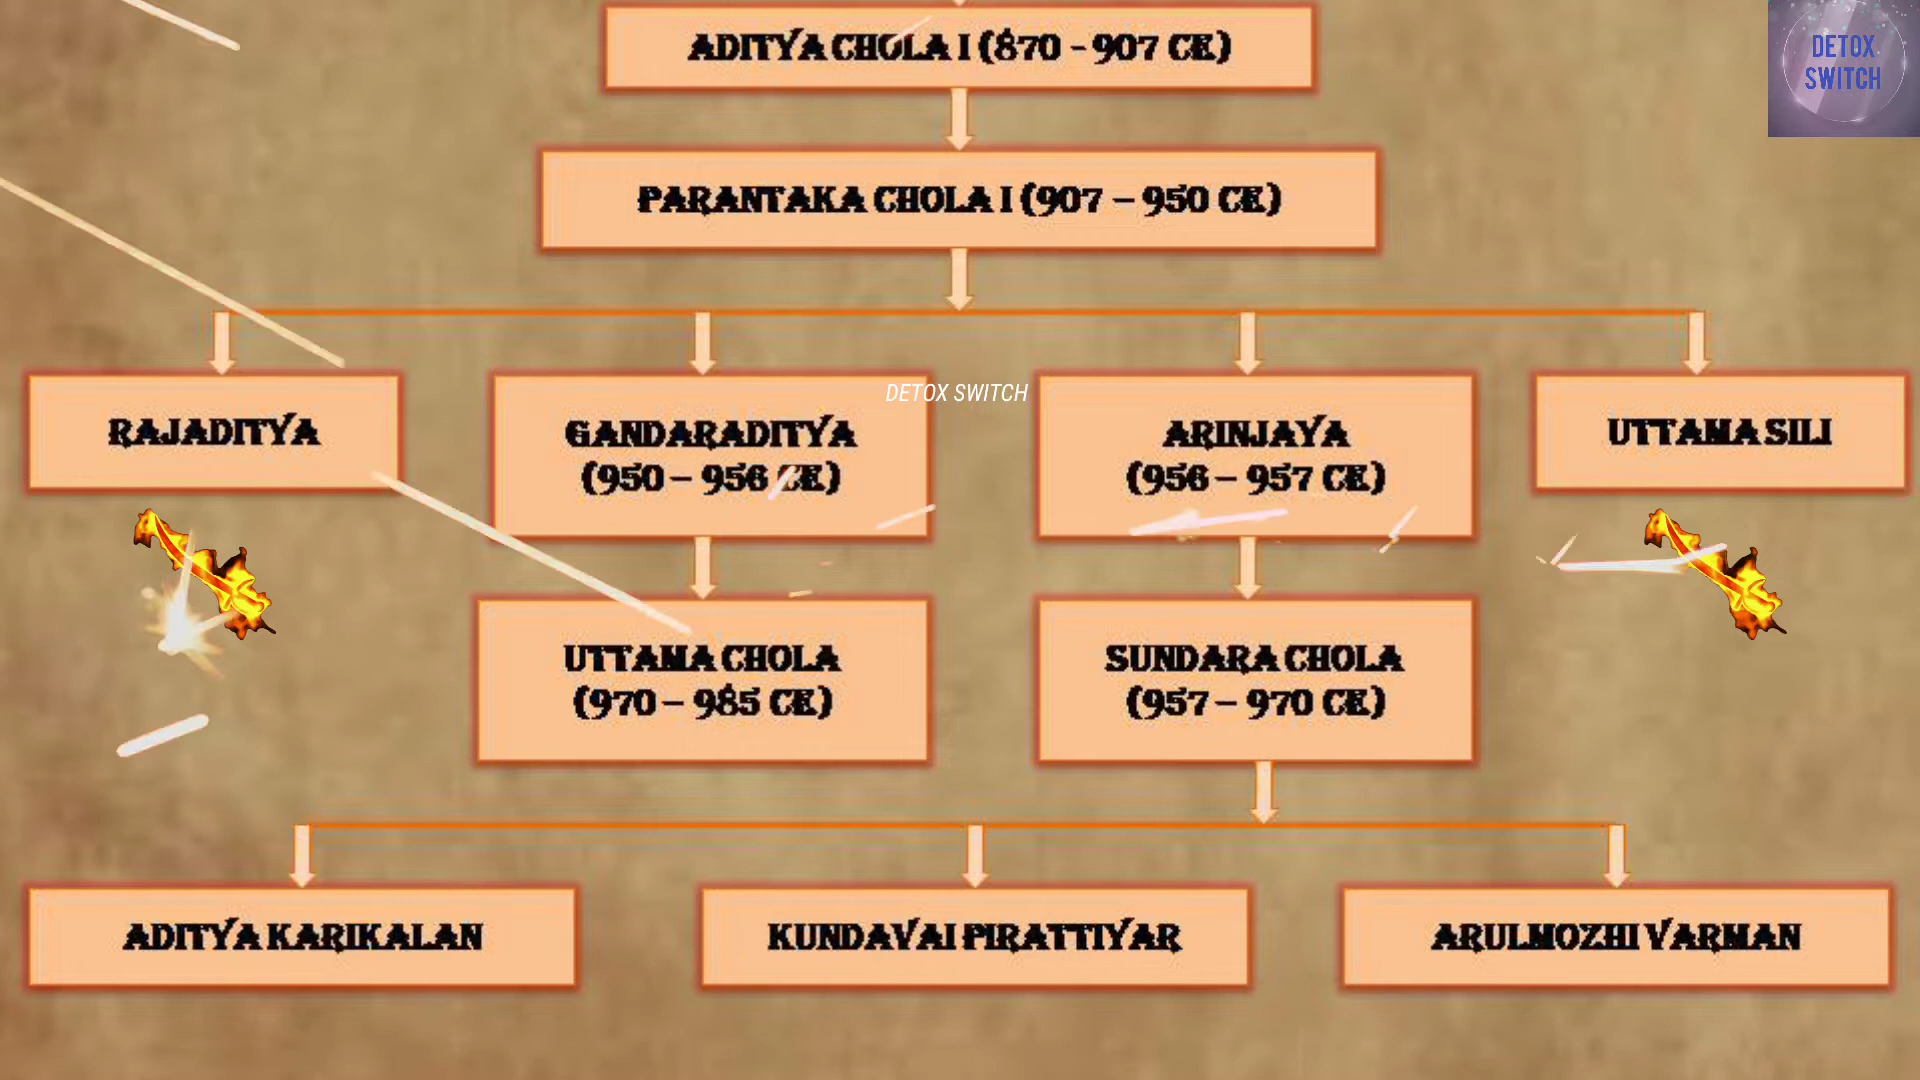 ADITYA CHOLA I (870 - 907 CE)
DETOX
SWITCH
PARANTAKA CHOLA I (907 – 950 CE)
DETOX SWITCH
RAJADITYA
GANDARADITYA
(950 – 956 CE)
ARINJAYA
(956 – 957 CE)
UTTAMA SILI
UTTAMA CHOLA
(970 – 985 CE)
SUNDARA CHOLA
(957 – 970 CE)
ADITYA KARIKALAN
KUNDAVAI PIRATTIYAR
ARULMOZHI VARMAN